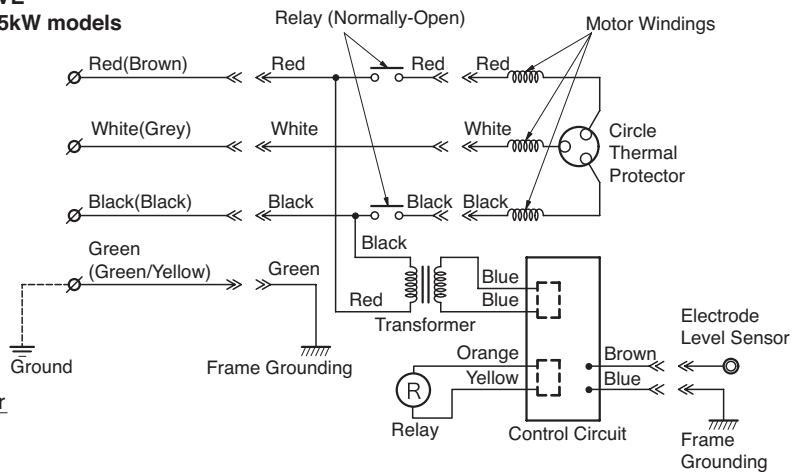 5kW models
Relay (Normally-Open)
Motor Windings
Red(Brown)
Red
Red
Red
White(Grey)
White
White
Circle
Thermal
Protector
Black(Black)
Black
Black
Black
Green
(Green/Yellow)
Green
Black
Red
Transformer
Blue
Blue
Ground
Frame Grounding
Electrode
Level Sensor
Orange
Yellow
Brown
Blue
R
Relay
Control Circuit
Frame
Grounding